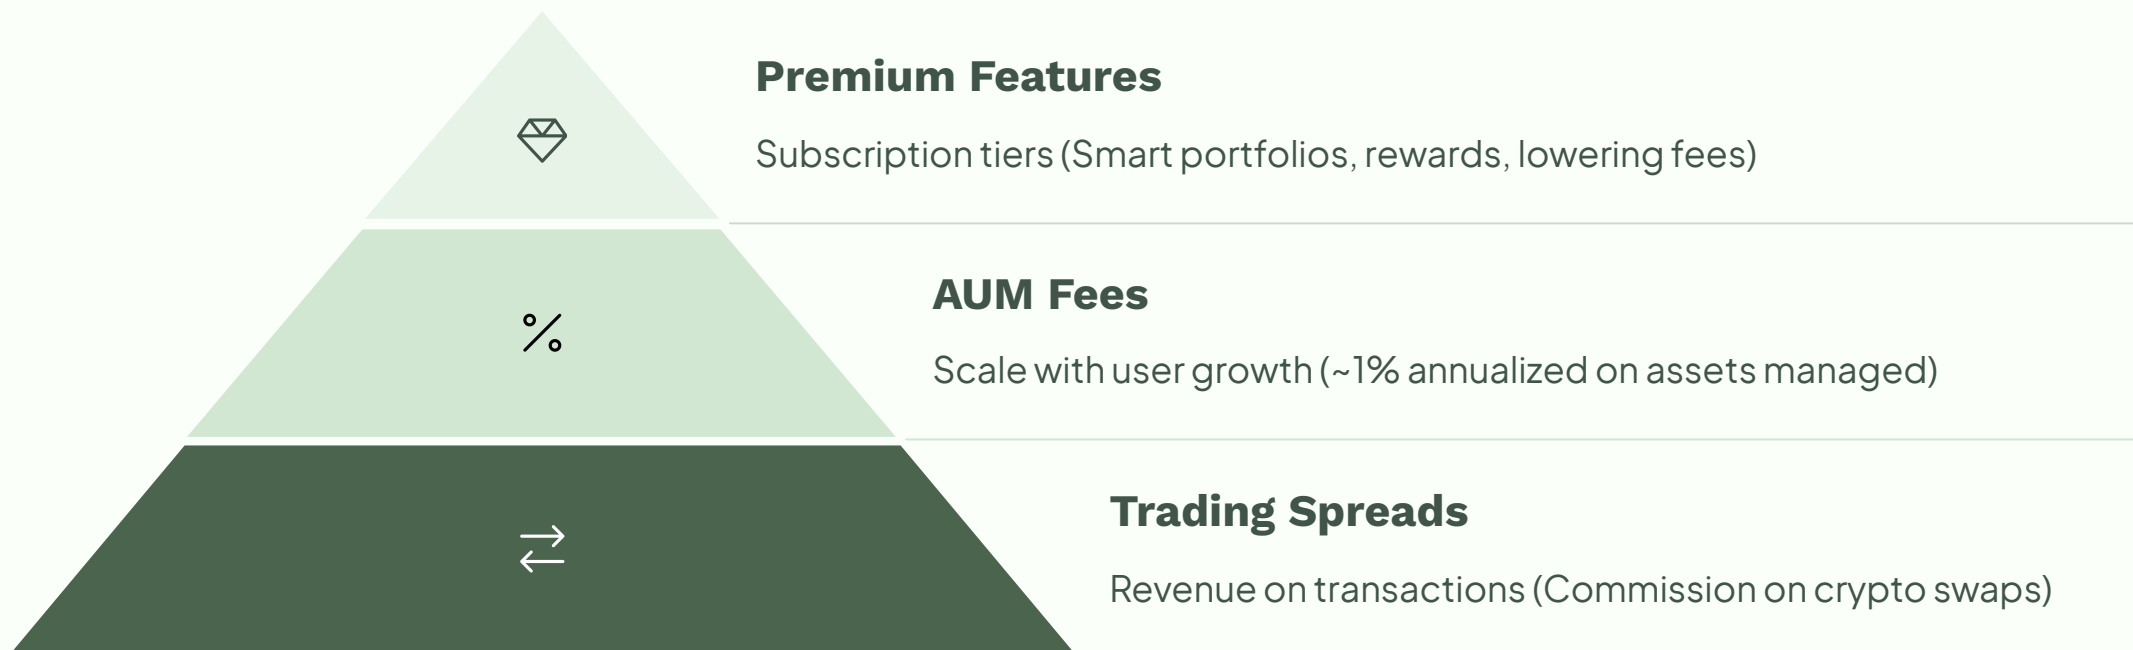 Premium Features
Subscription tiers (Smart portfolios, rewards, lowering fees)
AUM Fees
Scale with user growth (~1% annualized on assets managed)
Trading Spreads
Revenue on transactions (Commission on crypto swaps)